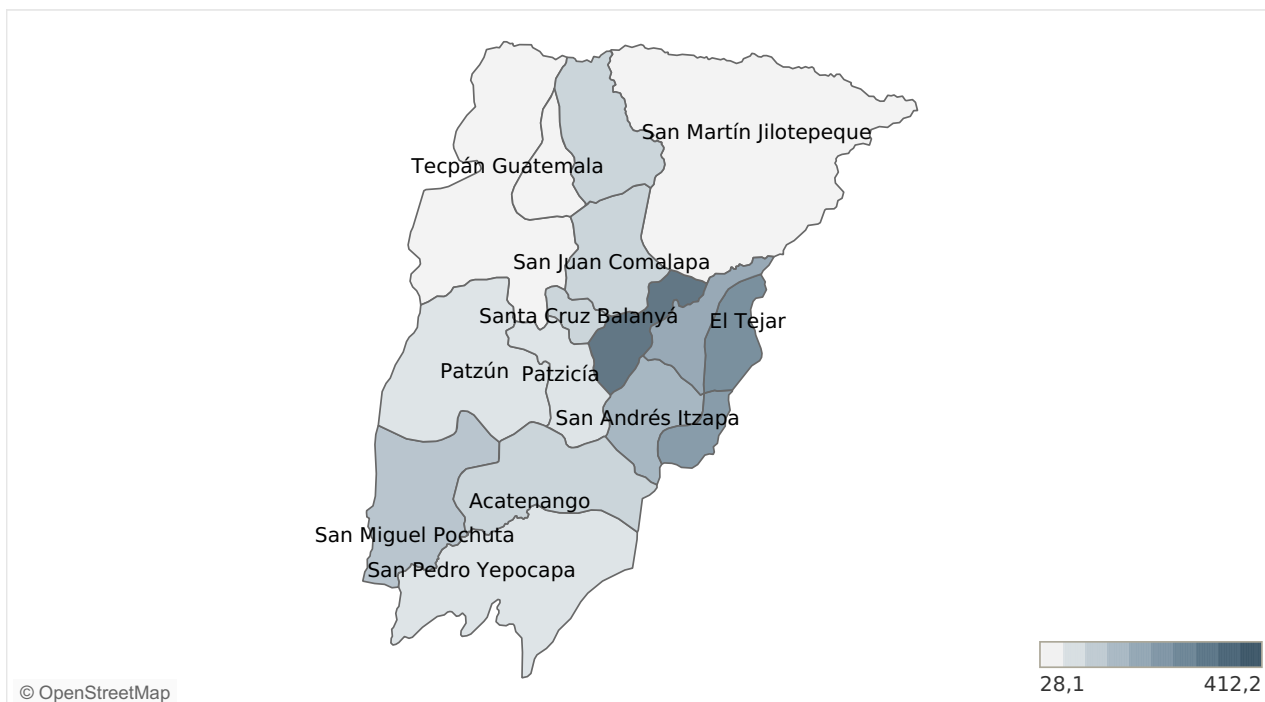 San Martín Jilotepeque
Tecpán Guatemala
San Juan Comalapa
Santa Cruz Balanyá
El Tejar
Patzún
Patzicía
San Andrés Itzapa
Acatenango
San Miguel Pochuta
San Pedro Yepocapa
28,1
412,2
© OpenStreetMap